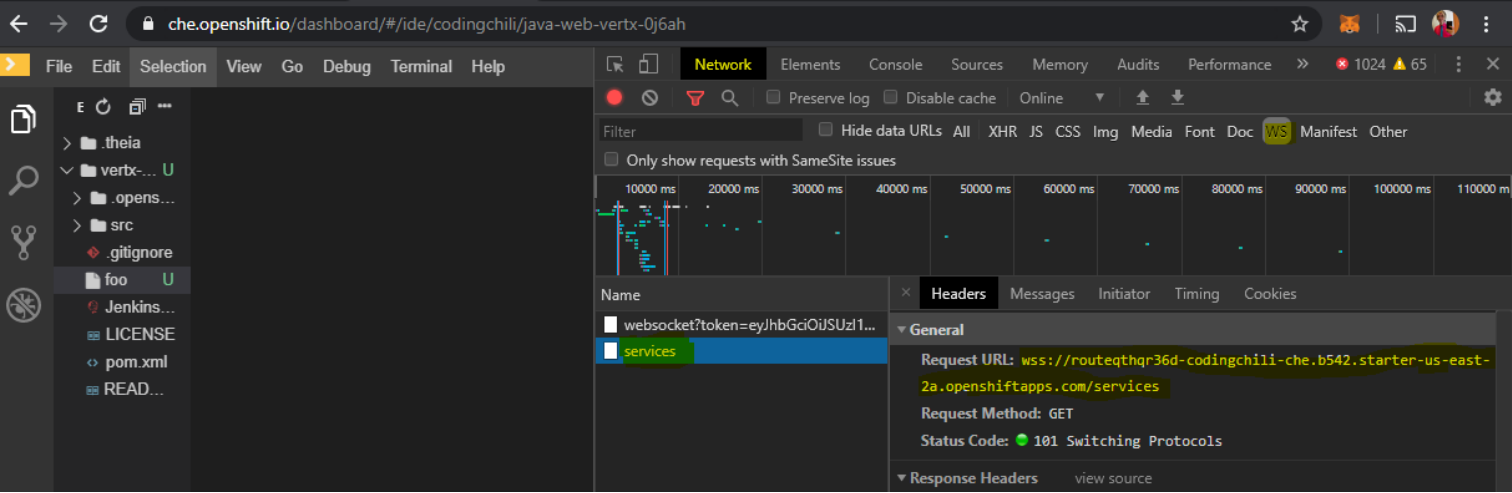 che.openshift.io/dashboard/#/ide/codingchili/java-web-vertx-0j6ah
File Edit Selection View Go Debug Terminal Help
E
.theia
vertx-... U
.opens...
src
.gitignore
foo U
Jenkins...
LICENSE
pom.xml
READ...
Network Elements Console Sources Memory Audits Performance » 1024 65
Preserve log Disable cache Online
Filter Hide data URLs All XHR JS CSS Img Media Font Doc WS Manifest Other
Only show requests with SameSite issues
10000 ms 20000 ms 30000 ms 40000 ms 50000 ms 60000 ms 70000 ms 80000 ms 90000 ms 100000 ms 110000 m
Name
websocket?token=eyJhbGciOiJSUzI1...
services
× Headers Messages Initiator Timing Cookies
General
Request URL: wss://routeqthqr36d-codingchili-che.b542.starter-us-east-
2a.openshiftapps.com/services
Request Method: GET
Status Code: 101 Switching Protocols
Response Headers view source